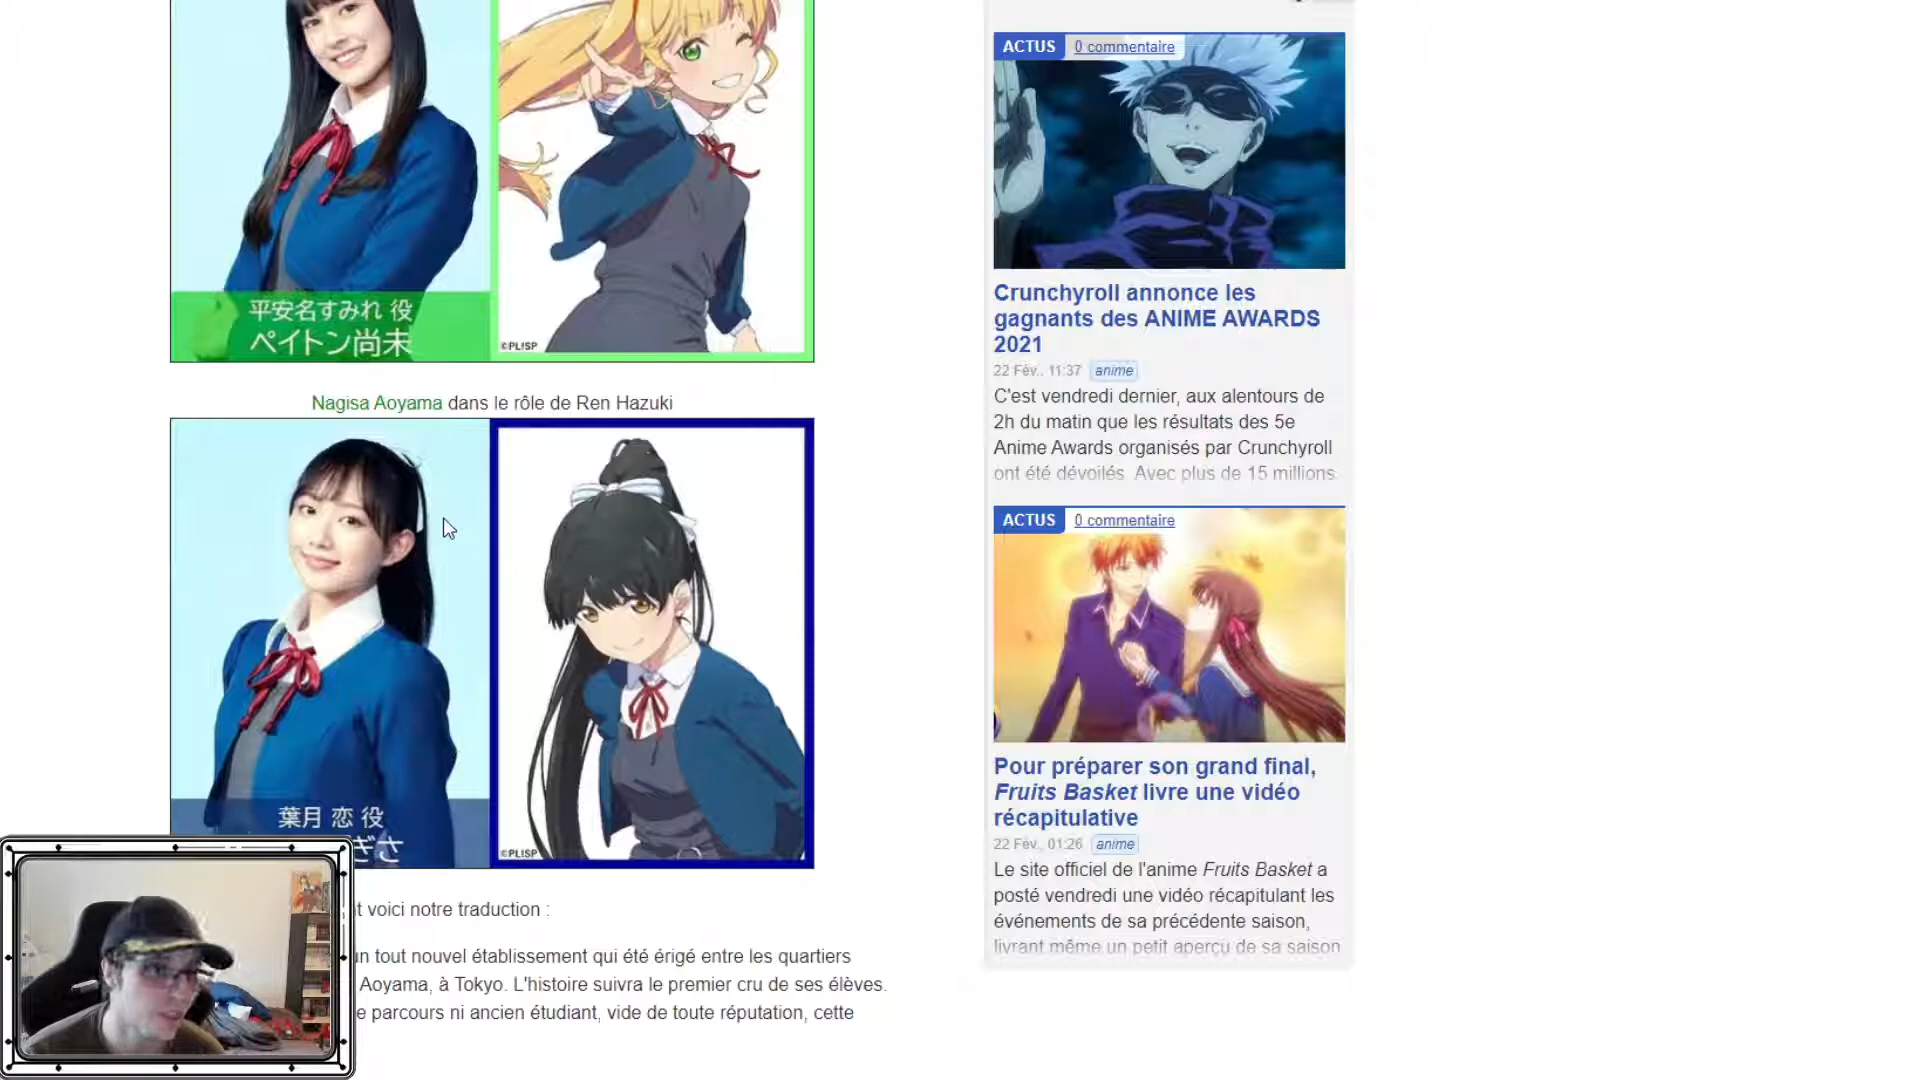 平安名すみれ 役
ペイトン尚未
©PL!SP
Nagisa Aoyama dans le rôle de Ren Hazuki
葉月 恋 役
ぎさ
©PL!SP
t voici notre traduction :
un tout nouvel établissement qui été érigé entre les quartiers
Aoyama, à Tokyo. L'histoire suivra le premier cru de ses élèves.
e parcours ni ancien étudiant, vide de toute réputation, cette
ACTUS 0 commentaire
Crunchyroll annonce les
gagnants des ANIME AWARDS
2021
22 Fév., 11:37 anime
C'est vendredi dernier, aux alentours de
2h du matin que les résultats des 5e
Anime Awards organisés par Crunchyroll
ont été dévoilés. Avec plus de 15 millions
ACTUS 0 commentaire
Pour préparer son grand final,
Fruits Basket livre une vidéo
récapitulative
22 Fév., 01:26 anime
Le site officiel de l'anime Fruits Basket a
posté vendredi une vidéo récapitulant les
événements de sa précédente saison,
livrant même un petit aperçu de sa saison